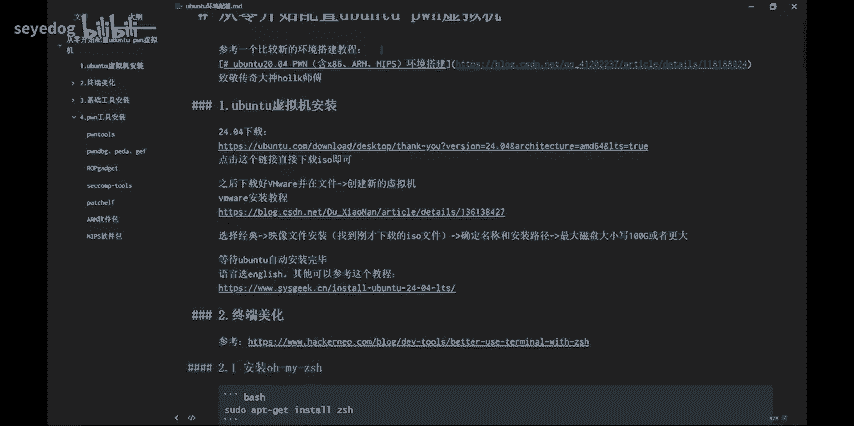 ubuntu环境配置.md
seyedog bilibili
文件 大纲
从零开始配置ubuntu pwn虚拟机
1.ubuntu虚拟机安装
2.终端美化
3.基础工具安装
4.pwn工具安装
pwntools
pwndbg、peda、gef
ROPgadget
seccomp-tools
patchelf
ARM软件包
MIPS软件包
# 从零开始配置ubuntu pwn虚拟机
参考一个比较新的环境搭建教程：
[# ubuntu20.04 PWN（含x86、ARM、MIPS）环境搭建]
致敬传奇大神hollk师傅
### 1.ubuntu虚拟机安装
24.04下载：
https://ubuntu.com/download/desktop/thank-you?version=24.04&architecture=amd64&lts=true
点击这个链接直接下载iso即可
之后下载好VMware并在文件->创建新的虚拟机
vmware安装教程
https://blog.csdn.net/Du_XiaoNan/article/details/136138427
选择经典->映像文件安装（找到刚才下载的iso文件）->确定名称和安装路径->最大磁盘大小写100G或者更大
等待ubuntu自动安装完毕
语言选english，其他可以参考这个教程：
https://www.sysgeek.cn/install-ubuntu-24-04-lts/
### 2.终端美化
参考：https://www.hackerneo.com/blog/dev-tools/better-use-terminal-with-zsh
#### 2.1 安装oh-my-zsh
``` bash
sudo apt-get install zsh
```